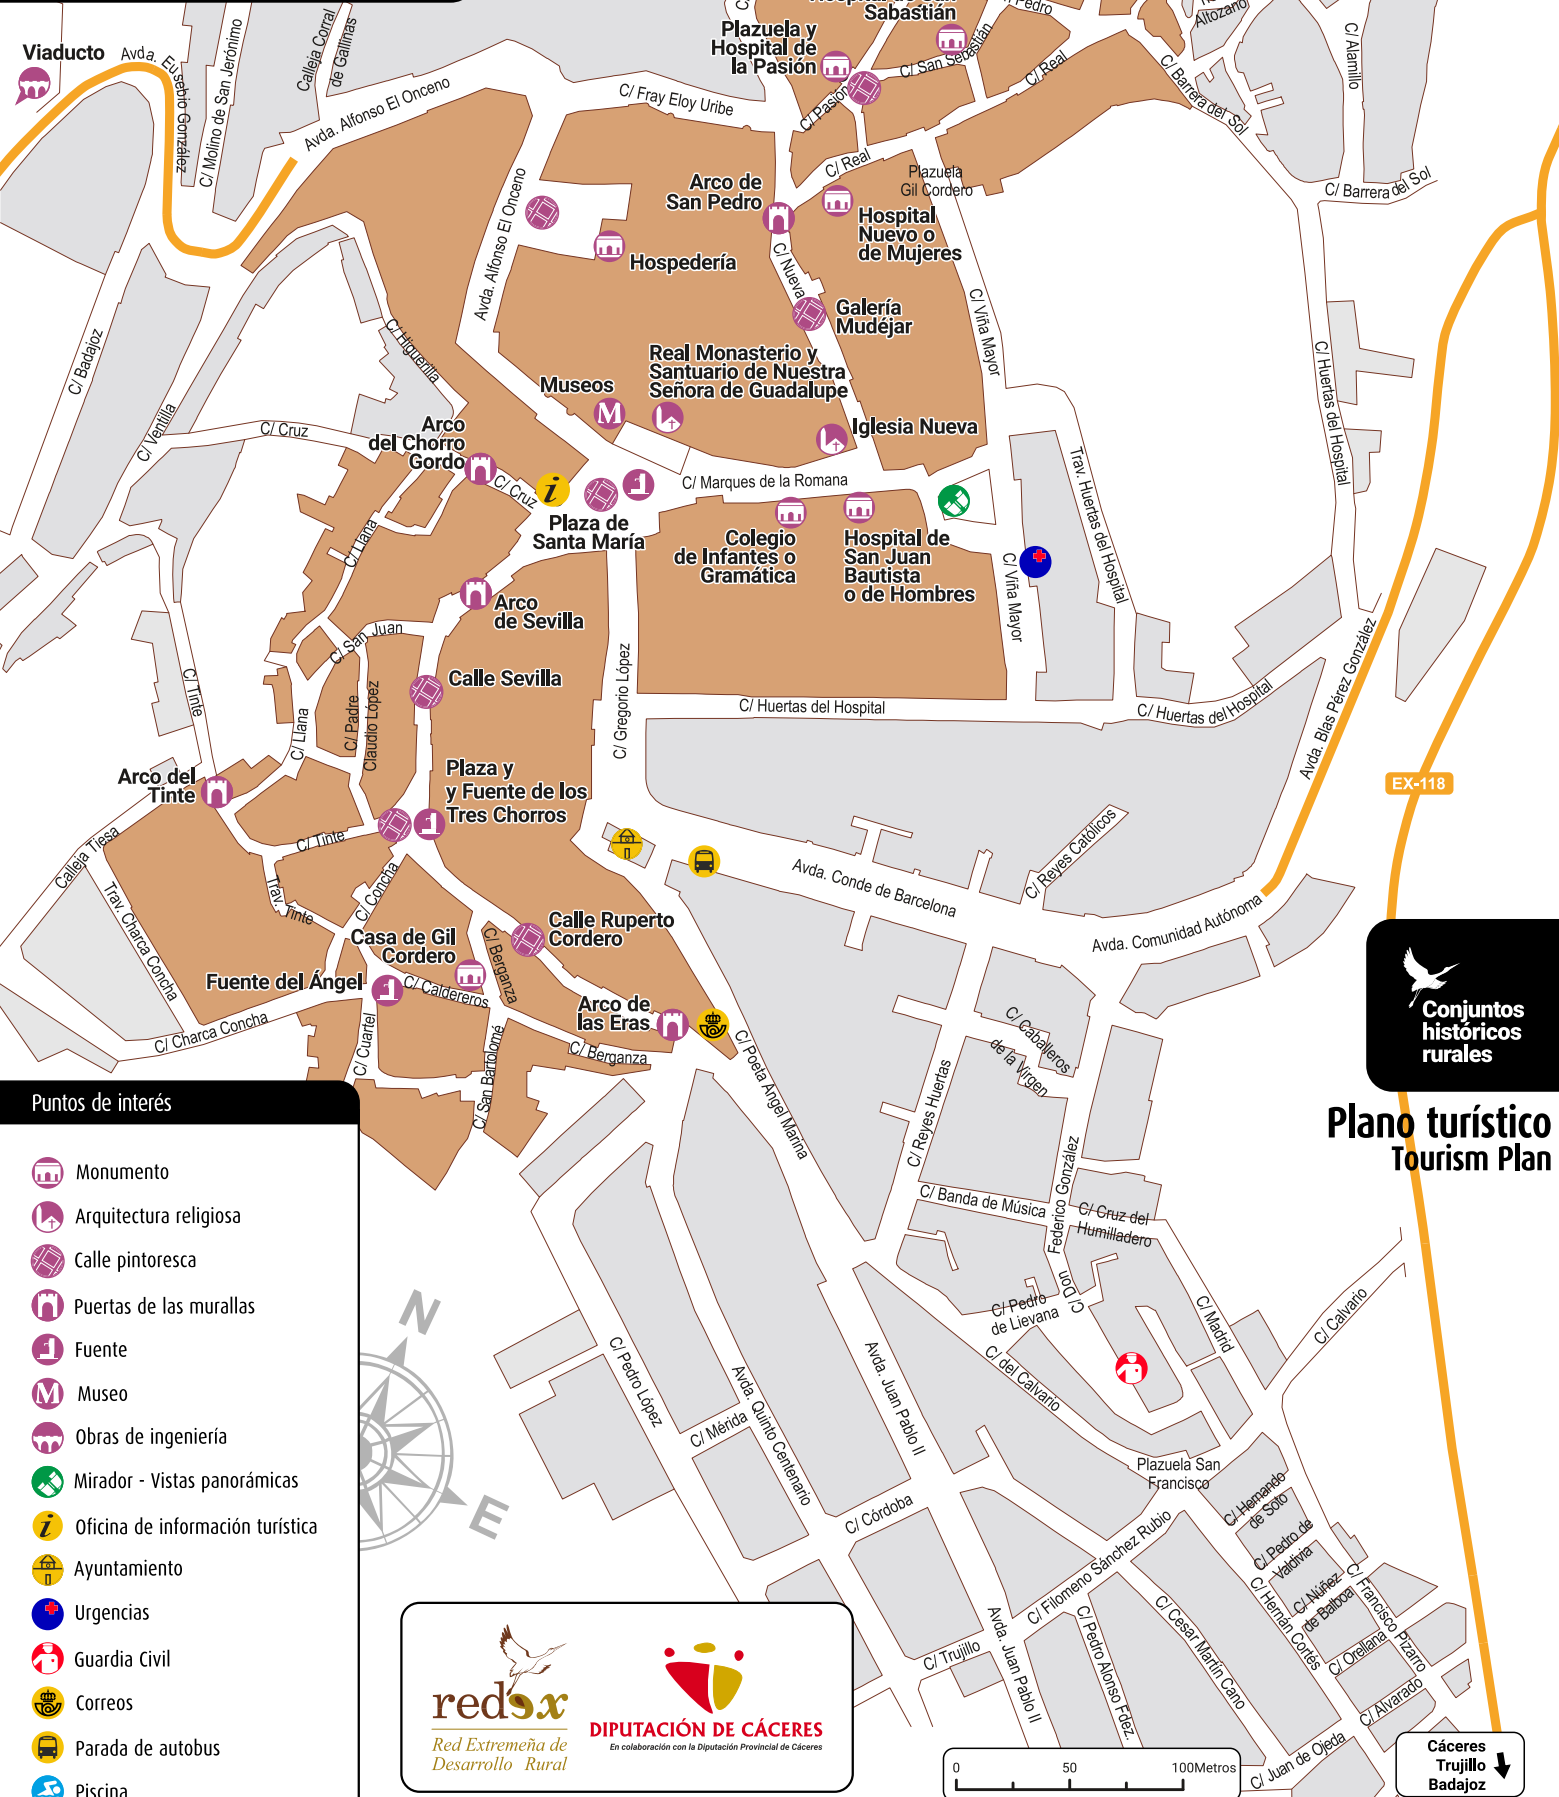 Viaducto
Avda. Eusebio González
C/ Molino de San Jerónimo
Calleja Corral
de Gallinas
Avda. Alfonso El Onceno
C/ Fray Eloy Uribe
Plazuela y
Hospital de
la Pasión
Sabastián
C/ San Sebastián
C/ Pasión
C/ Real
C/ Real
Pedro
Altozano
C/ Barrera del Sol
C/ Alamillo
C/ Barrera del Sol
Plazuela
Gil Cordero
Arco de
San Pedro
Hospital
Nuevo o
de Mujeres
Hospedería
Avda. Alfonso El Onceno
C/ Nueva
Galería
Mudéjar
C/ Viña Mayor
C/ Huertas del Hospital
C/ Badajoz
C/ Ventilla
C/ Higuerilla
C/ Cruz
Real Monasterio y
Santuario de Nuestra
Señora de Guadalupe
Museos
M
Iglesia Nueva
Arco
del Chorro
Gordo
C/ Cruz
i
C/ Marques de la Romana
Plaza de
Santa María
Colegio
de Infantes o
Gramática
Hospital de
San Juan
Bautista
o de Hombres
C/ Viña Mayor
Trav. Huertas del Hospital
C/ Llana
Arco
de Sevilla
C/ San Juan
Calle Sevilla
C/ Padre
Claudio López
C/ Llana
C/ Tinte
C/ Gregorio López
C/ Huertas del Hospital
C/ Huertas del Hospital
Avda. Blas Pérez González
EX-118
Arco del
Tinte
Plaza y
y Fuente de los
Tres Chorros
C/ Tinte
Calleja Tiesa
Trav. Charca Concha
Trav. Tinte
C/ Concha
Avda. Conde de Barcelona
C/ Reyes Católicos
Avda. Comunidad Autónoma
Casa de Gil
Cordero
Calle Ruperto
Cordero
C/ Berganza
Fuente del Ángel
C/ Caldereros
Arco de
las Eras
C/ Charca Concha
C/ Cuartel
C/ San Bartolomé
C/ Berganza
C/ Poeta Angel Marina
C/ Caballeros
de la Virgen
C/ Reyes Huertas
Conjuntos
históricos
rurales
Plano turístico
Tourism Plan
C/ Banda de Música
C/ Don
Federico González
C/ Cruz del
Humilladero
C/ Pedro
de Lievana
C/ Madrid
C/ Calvario
C/ del Calvario
Avda. Juan Pablo II
Avda. Quinto Centenario
C/ Pedro López
C/ Mérida
C/ Córdoba
Plazuela San
Francisco
C/ Hernando
de Soto
C/ Pedro de
Valdivia
C/ Núñez
de Balboa
C/ Francisco Pizarro
C/ Hernán Cortés
C/ Orellana
C/ Alvarado
C/ Filomeno Sánchez Rubio
C/ Cesar Martín Cano
C/ Pedro Alonso Fdez.
C/ Trujillo
Avda. Juan Pablo II
C/ Juan de Ojeda
N
E
Puntos de interés
Monumento
Arquitectura religiosa
Calle pintoresca
Puertas de las murallas
Fuente
M Museo
Obras de ingeniería
Mirador - Vistas panorámicas
i Oficina de información turística
Ayuntamiento
Urgencias
Guardia Civil
Correos
Parada de autobus
Piscina
redex
Red Extremeña de
Desarrollo Rural
DIPUTACIÓN DE CÁCERES
En colaboración con la Diputación Provincial de Cáceres
0 50 100Metros
Cáceres
Trujillo
Badajoz